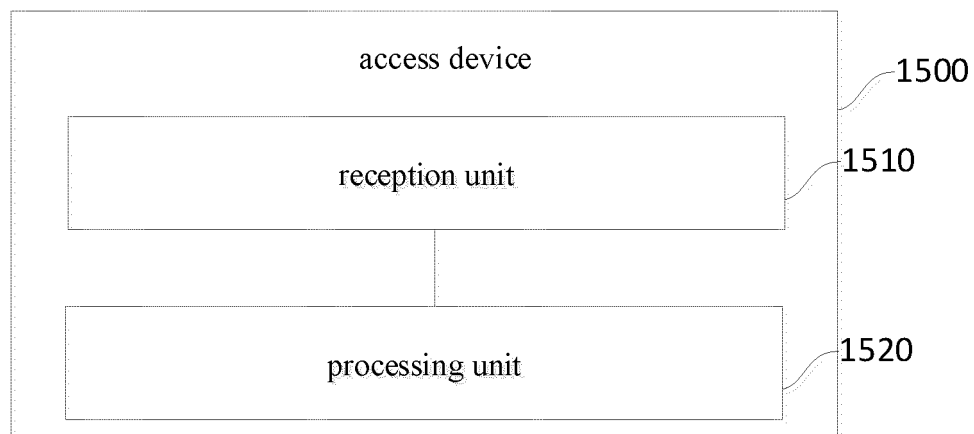 access device
1500
reception unit
1510
processing unit
1520